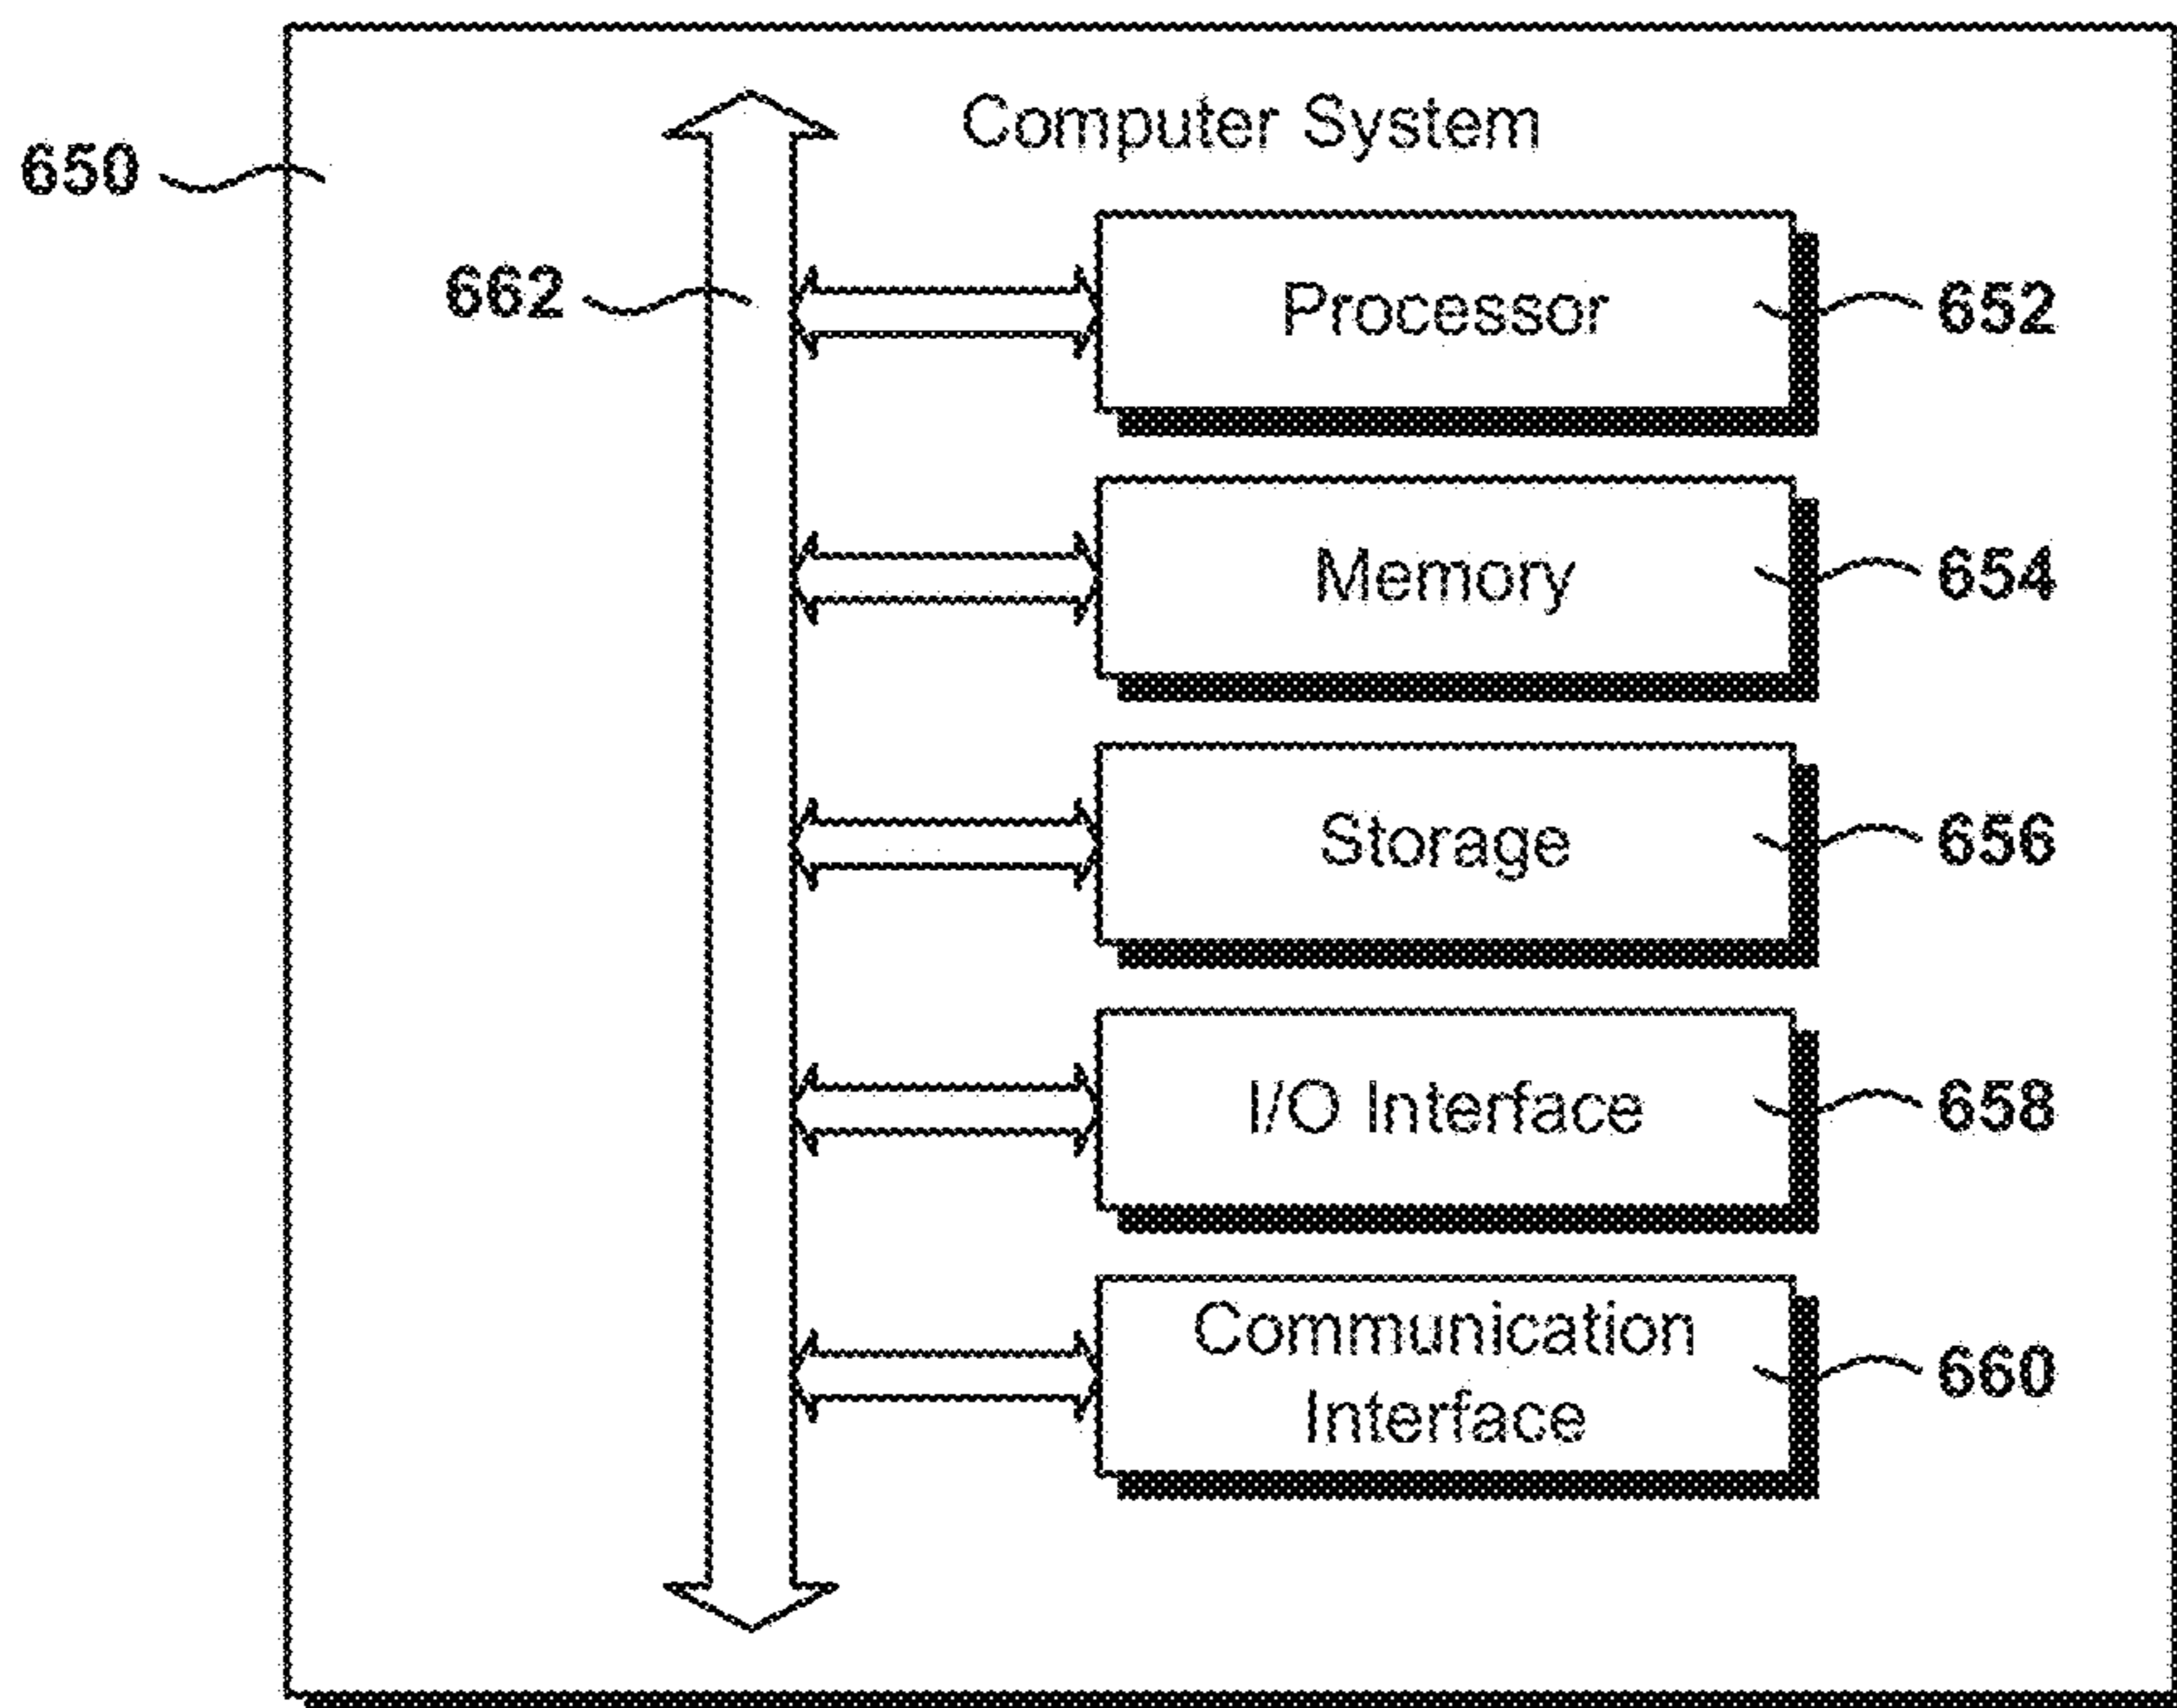 Computer System
650
662
Processor
652
Memory
654
Storage
656
I/O Interface
658
Communication
Interface
660